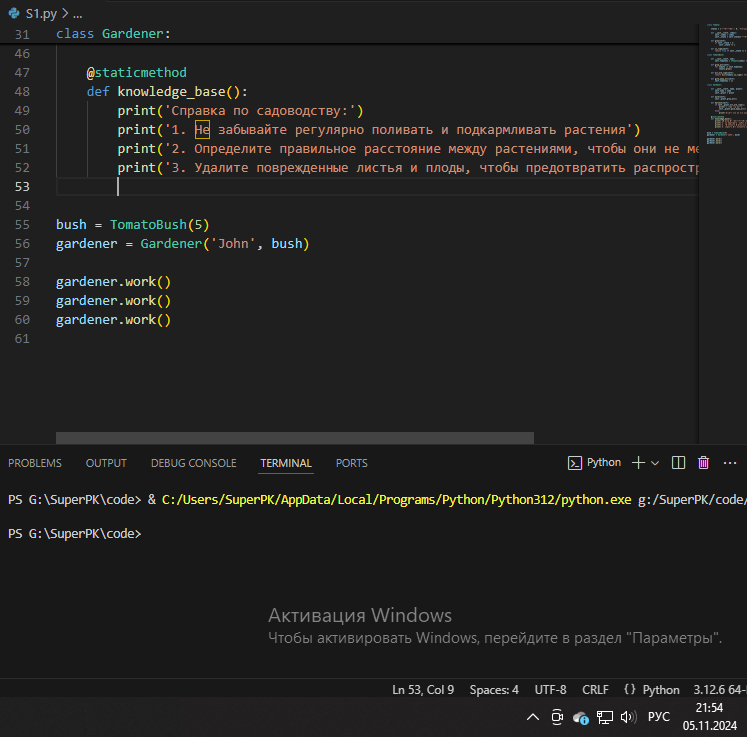 S1.py > ...
31 class Gardener:
46
47 @staticmethod
48 def knowledge_base():
49 print('Справка по садоводству:')
50 print('1. Не забывайте регулярно поливать и подкармливать растения')
51 print('2. Определите правильное расстояние между растениями, чтобы они не ме
52 print('3. Удалите поврежденные листья и плоды, чтобы предотвратить распростр
53
54
55 bush = TomatoBush(5)
56 gardener = Gardener('John', bush)
57
58 gardener.work()
59 gardener.work()
60 gardener.work()
61
PROBLEMS OUTPUT DEBUG CONSOLE TERMINAL PORTS Python
PS G:\SuperPK\code> & C:/Users/SuperPK/AppData/Local/Programs/Python/Python312/python.exe g:/SuperPK/code/
PS G:\SuperPK\code>
Активация Windows
Чтобы активировать Windows, перейдите в раздел "Параметры".
Ln 53, Col 9 Spaces: 4 UTF-8 CRLF {} Python 3.12.6 64-
РУС 21:54
05.11.2024